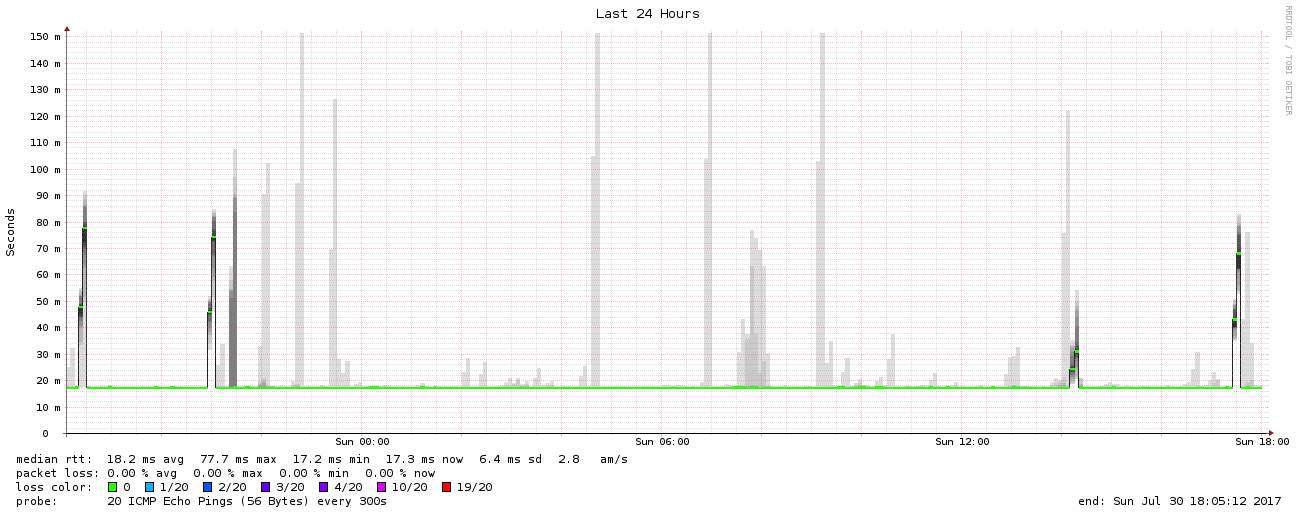 Last 24 Hours
RRDTOOL / TOBI OETIKER
Seconds
150 m
140 m
130 m
120 m
110 m
100 m
90 m
80 m
70 m
60 m
50 m
40 m
30 m
20 m
10 m
0
Sun 00:00 Sun 06:00 Sun 12:00 Sun 18:00
median rtt: 18.2 ms avg 77.7 ms max 17.2 ms min 17.3 ms now 6.4 ms sd 2.8 am/s
packet loss: 0.00 % avg 0.00 % max 0.00 % min 0.00 % now
loss color: 0 1/20 2/20 3/20 4/20 10/20 19/20
probe: 20 ICMP Echo Pings (56 Bytes) every 300s end: Sun Jul 30 18:05:12 2017